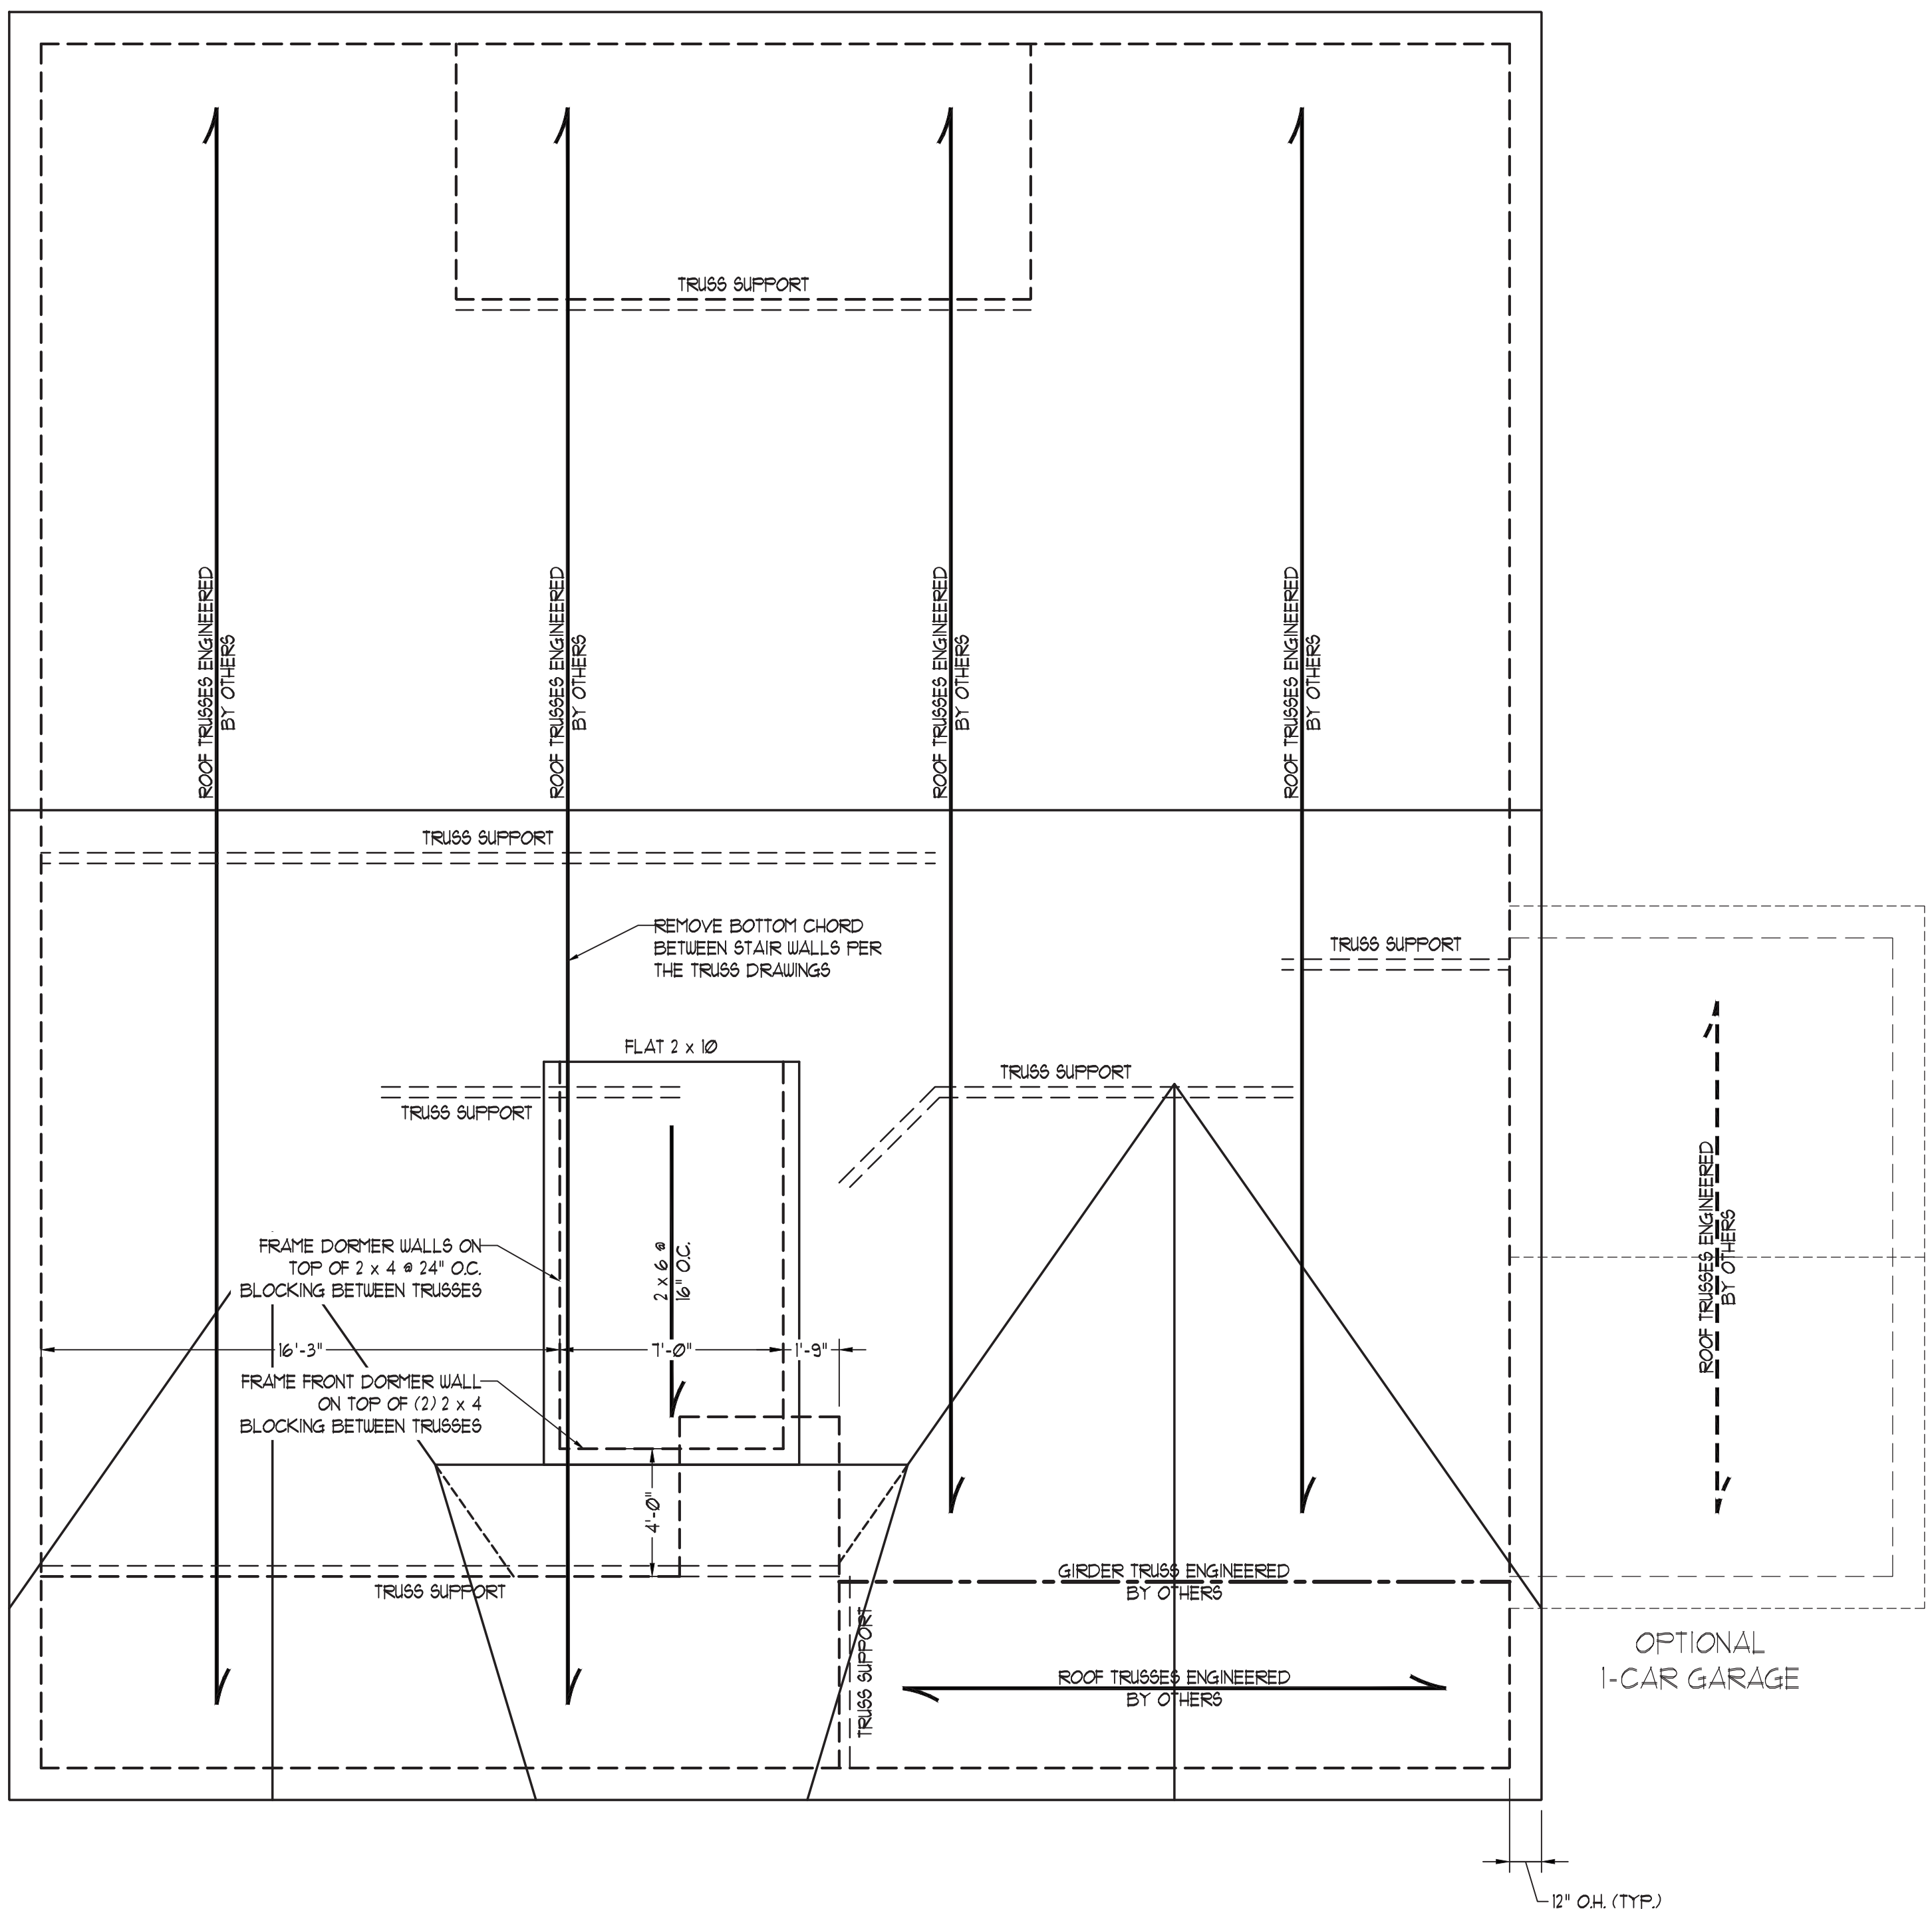 TRUSS SUPPORT
ROOF TRUSSES ENGINEERED
BY OTHERS
ROOF TRUSSES ENGINEERED
BY OTHERS
ROOF TRUSSES ENGINEERED
BY OTHERS
ROOF TRUSSES ENGINEERED
BY OTHERS
TRUSS SUPPORT
REMOVE BOTTOM CHORD
BETWEEN STAIR WALLS PER
THE TRUSS DRAWINGS
TRUSS SUPPORT
FLAT 2 x 10
TRUSS SUPPORT
TRUSS SUPPORT
ROOF TRUSSES ENGINEERED
BY OTHERS
FRAME DORMER WALLS ON
TOP OF 2 x 4 @ 24" O.C.
BLOCKING BETWEEN TRUSSES
2 x 6 @
16" O.C.
16'-3"
7'-0"
1'-9"
FRAME FRONT DORMER WALL
ON TOP OF (2) 2 x 4
BLOCKING BETWEEN TRUSSES
4'-0"
TRUSS SUPPORT
GIRDER TRUSS ENGINEERED
BY OTHERS
TRUSS SUPPORT
ROOF TRUSSES ENGINEERED
BY OTHERS
OPTIONAL
1-CAR GARAGE
12" O.H. (TYP.)